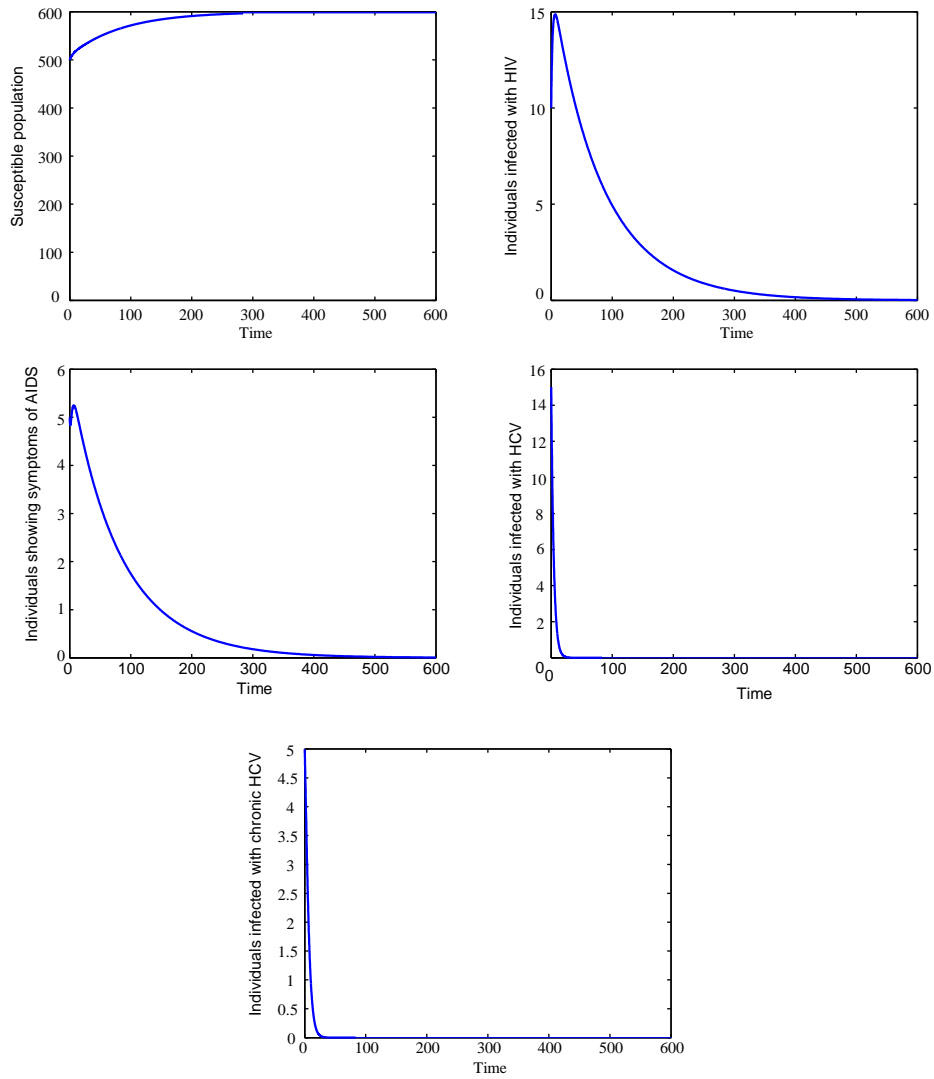 Susceptible population
600
500
400
300
200
100
0
0 100 200 300 400 500 600
Time
Individuals infected with HIV
15
10
5
0
0 100 200 300 400 500 600
Time
Individuals showing symptoms of AIDS
6
5
4
3
2
1
0
0 100 200 300 400 500 600
Time
Individuals infected with HCV
16
14
12
10
8
6
4
2
0
0 100 200 300 400 500 600
Time
Individuals infected with chronic HCV
5
4.5
4
3.5
3
2.5
2
1.5
1
0.5
0
0 100 200 300 400 500 600
Time